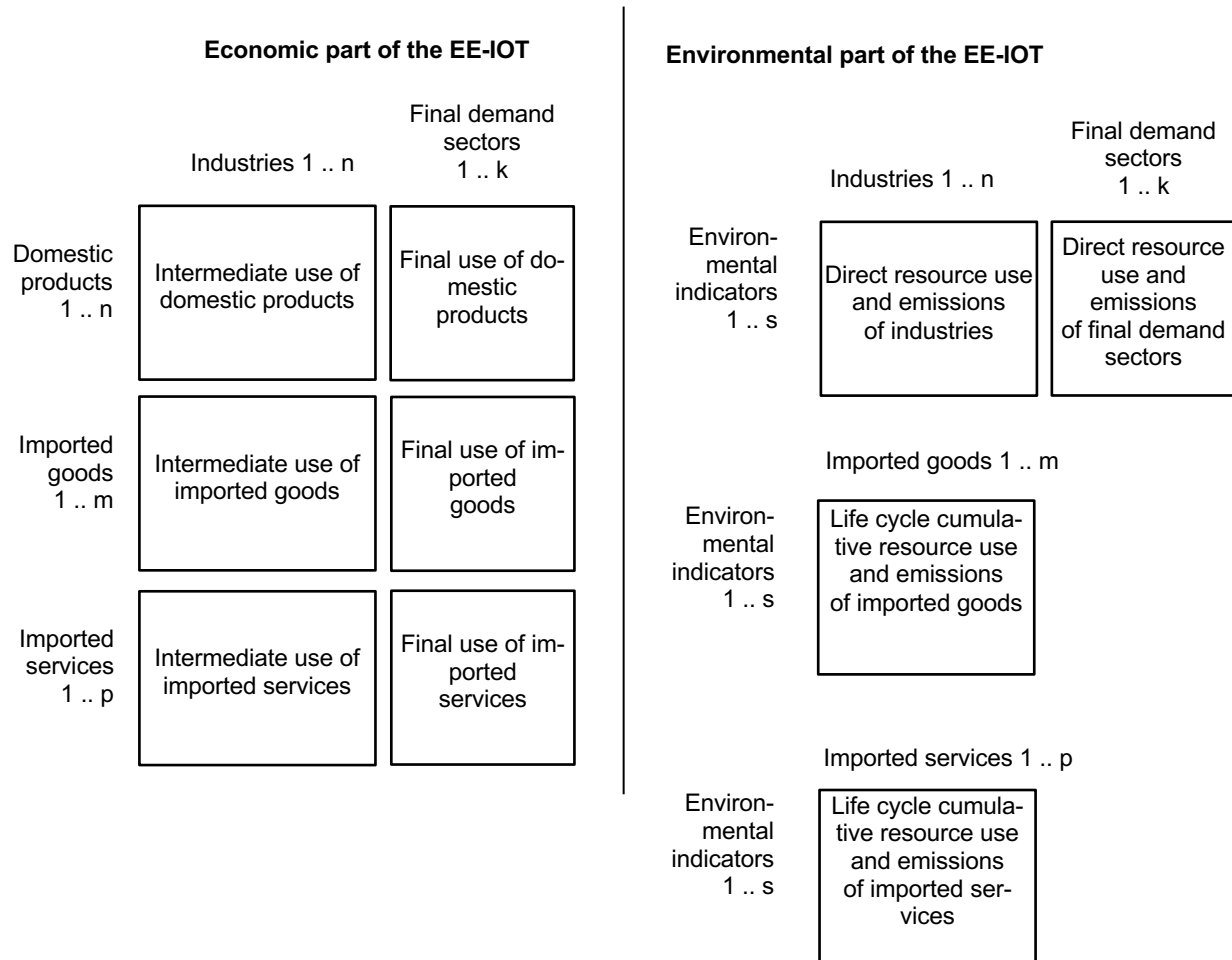 Economic part of the EE-IOT
Industries 1 .. n
Final demand
sectors
1 .. k
Domestic
products
1 .. n
Intermediate use of
domestic products
Final use of do-
mestic
products
Imported
goods
1 .. m
Intermediate use of
imported goods
Final use of im-
ported
goods
Imported
services
1 .. p
Intermediate use of
imported services
Final use of im-
ported
services
Environmental part of the EE-IOT
Industries 1 .. n
Final demand
sectors
1 .. k
Environ-
mental
indicators
1 .. s
Direct resource use
and emissions
of industries
Direct resource
use and
emissions
of final demand
sectors
Imported goods 1 .. m
Environ-
mental
indicators
1 .. s
Life cycle cumula-
tive resource use
and emissions
of imported goods
Imported services 1 .. p
Environ-
mental
indicators
1 .. s
Life cycle cumula-
tive resource use
and emissions
of imported ser-
vices